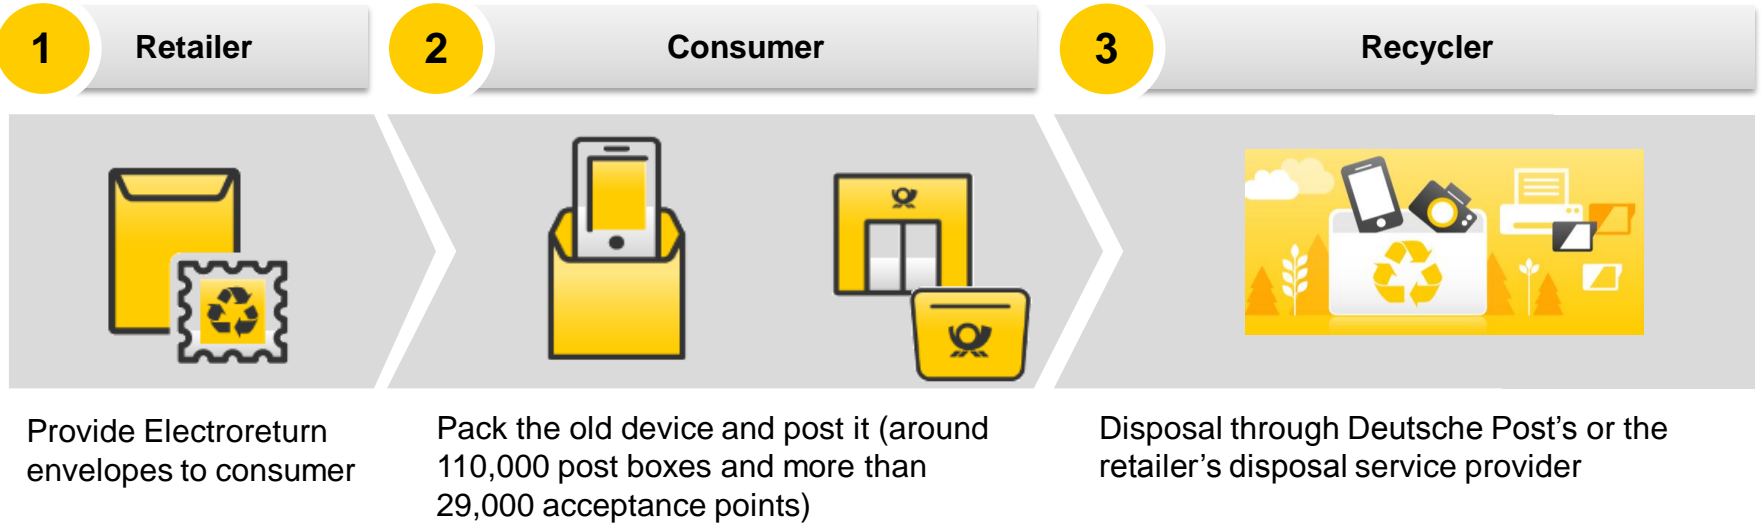 1 Retailer
2 Consumer
3 Recycler
Provide Electroreturn
envelopes to consumer
Pack the old device and post it (around
110,000 post boxes and more than
29,000 acceptance points)
Disposal through Deutsche Post's or the
retailer's disposal service provider